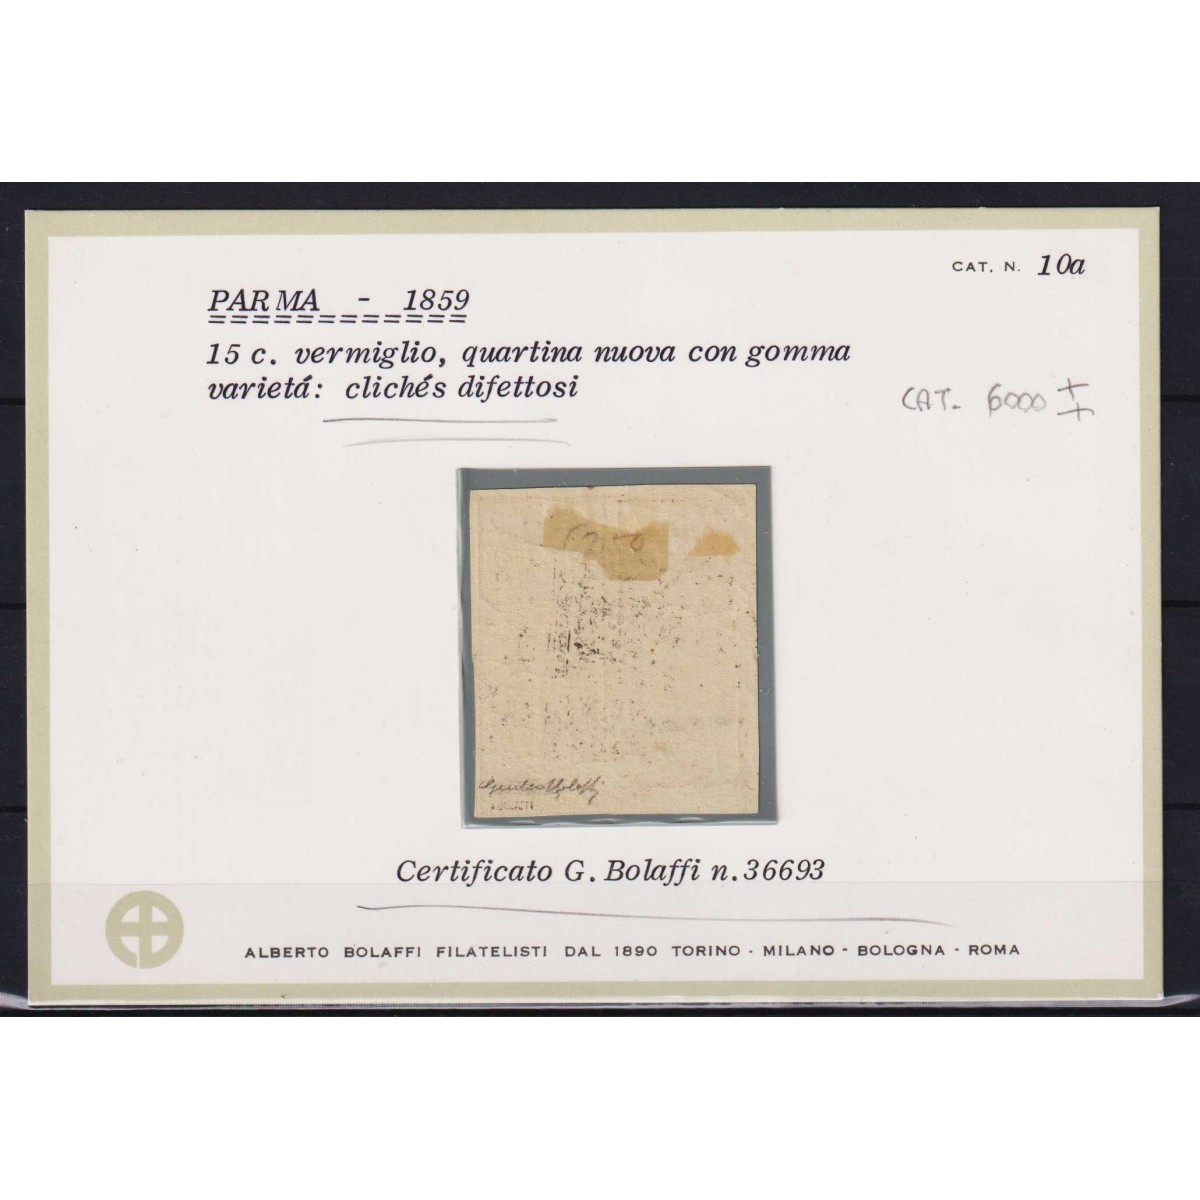 CAT. N. 10a
PARMA - 1859
15 c. vermiglio, quartina nuova con gomma
varietá: clichés difettosi
CAT. 6000 ++
Certificato G. Bolaffi n. 36693
ALBERTO BOLAFFI FILATELISTI DAL 1890 TORINO - MILANO - BOLOGNA - ROMA